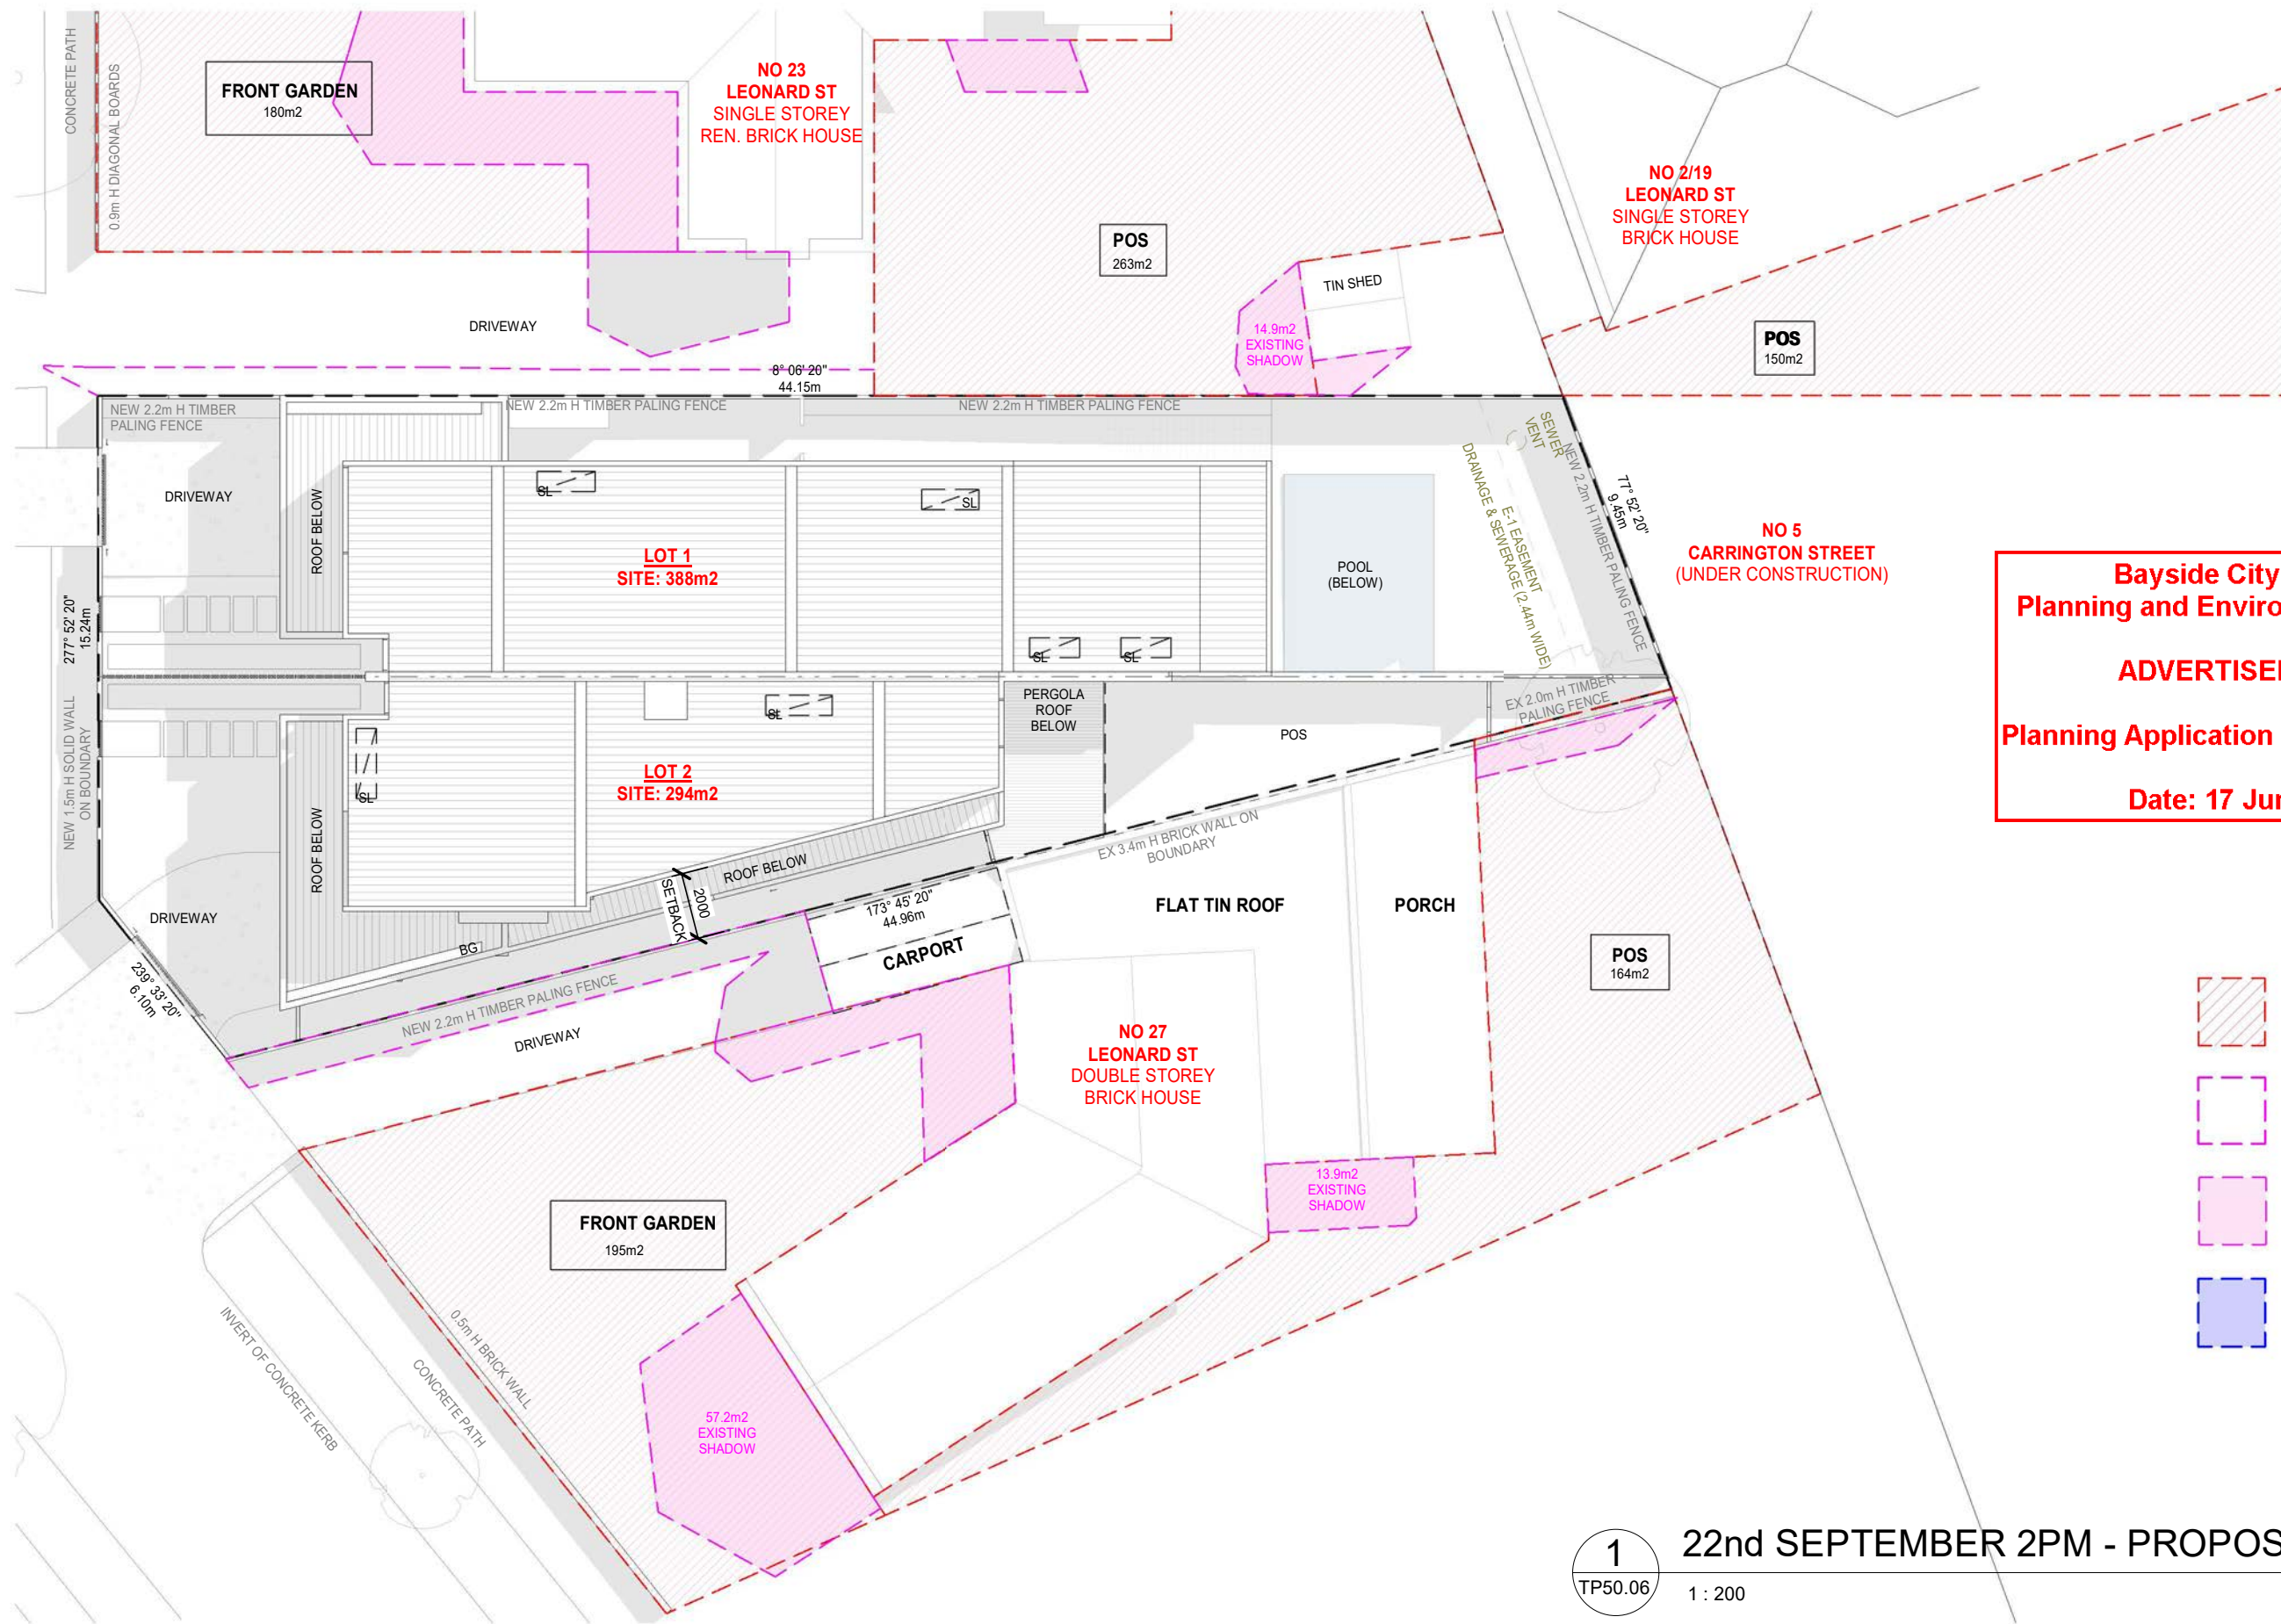 CONCRETE PATH
0.9m H DIAGONAL BOARDS
FRONT GARDEN
180m2
NO 23
LEONARD ST
SINGLE STOREY
REN. BRICK HOUSE
POS
263m2
NO 2/19
LEONARD ST
SINGLE STOREY
BRICK HOUSE
TIN SHED
14.9m2
EXISTING
SHADOW
POS
150m2
DRIVEWAY
8° 06' 20"
44.15m
NEW 2.2m H TIMBER
PALING FENCE
NEW 2.2m H TIMBER PALING FENCE
NEW 2.2m H TIMBER PALING FENCE
SEWER
VENT
NEW 2.2m H TIMBER PALING FENCE
77° 52' 20"
9.45m
DRAINAGE & SEWERAGE (2.44m WIDE)
E-1 EASEMENT
DRIVEWAY
ROOF BELOW
SL
SL
LOT 1
SITE: 388m2
POOL
(BELOW)
NO 5
CARRINGTON STREET
(UNDER CONSTRUCTION)
Bayside City
Planning and Enviro
ADVERTISE
Planning Application
Date: 17 Jur
277° 52' 20"
15.24m
SL
SL
NEW 1.5m H SOLID WALL
ON BOUNDARY
PERGOLA
ROOF
BELOW
EX 2.0m H TIMBER
PALING FENCE
SL
SL
POS
LOT 2
SITE: 294m2
ROOF BELOW
ROOF BELOW
EX 3.4m H BRICK WALL ON
BOUNDARY
2000
SETBACK
173° 45' 20"
44.96m
FLAT TIN ROOF
PORCH
DRIVEWAY
BG
CARPORT
POS
164m2
239° 33' 20"
6.10m
NEW 2.2m H TIMBER PALING FENCE
DRIVEWAY
NO 27
LEONARD ST
DOUBLE STOREY
BRICK HOUSE
13.9m2
EXISTING
SHADOW
FRONT GARDEN
195m2
INVERT OF CONCRETE KERB
CONCRETE PATH
0.5m H BRICK WALL
57.2m2
EXISTING
SHADOW
1
TP50.06
22nd SEPTEMBER 2PM - PROPOS
1 : 200